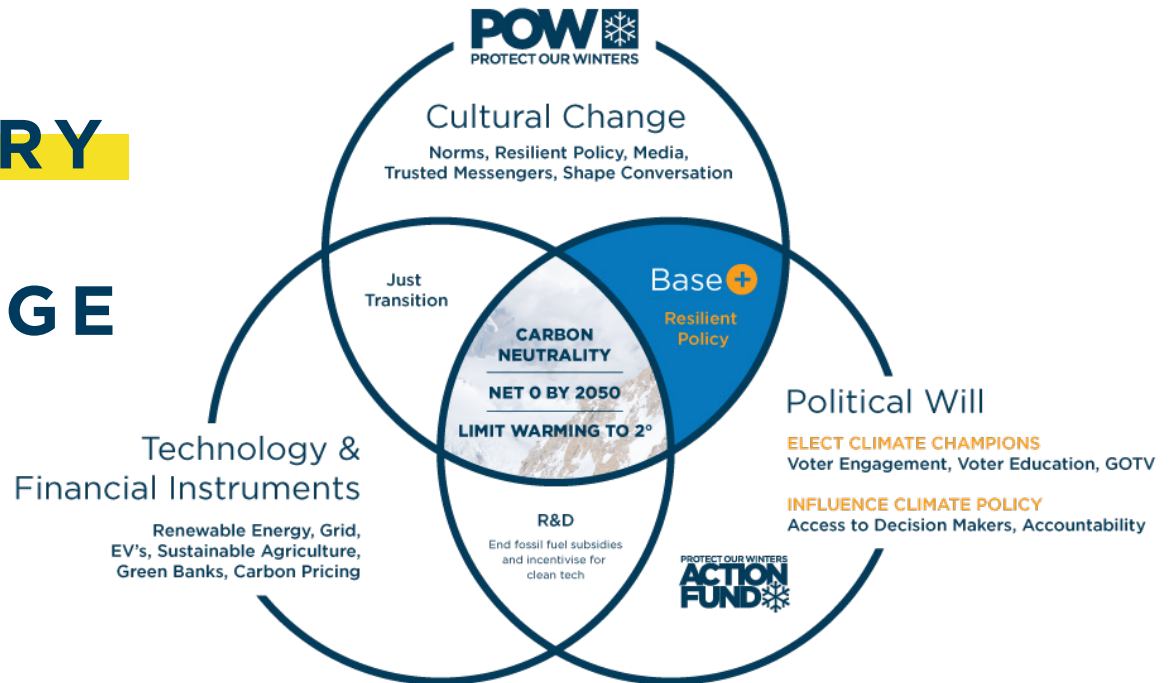 POW
PROTECT OUR WINTERS
RY
GE
Cultural Change
Norms, Resilient Policy, Media,
Trusted Messengers, Shape Conversation
Just
Transition
Base+
Resilient
Policy
CARBON
NEUTRALITY
NET 0 BY 2050
LIMIT WARMING TO 2°
Technology &
Financial Instruments
Renewable Energy, Grid,
EV's, Sustainable Agriculture,
Green Banks, Carbon Pricing
Political Will
ELECT CLIMATE CHAMPIONS
Voter Engagement, Voter Education, GOTV
INFLUENCE CLIMATE POLICY
Access to Decision Makers, Accountability
R&D
End fossil fuel subsidies
and incentivise for
clean tech
PROTECT OUR WINTERS
ACTION
FUND